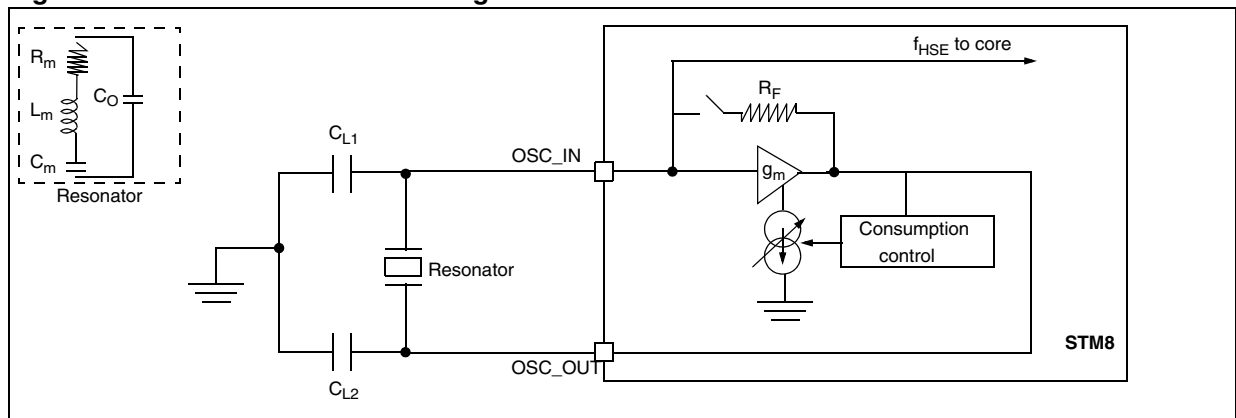 R_m
L_m
C_m
C_O
Resonator
C_L1
C_L2
Resonator
OSC_IN
OSC_OUT
f_HSE to core
R_F
g_m
Consumption
control
STM8